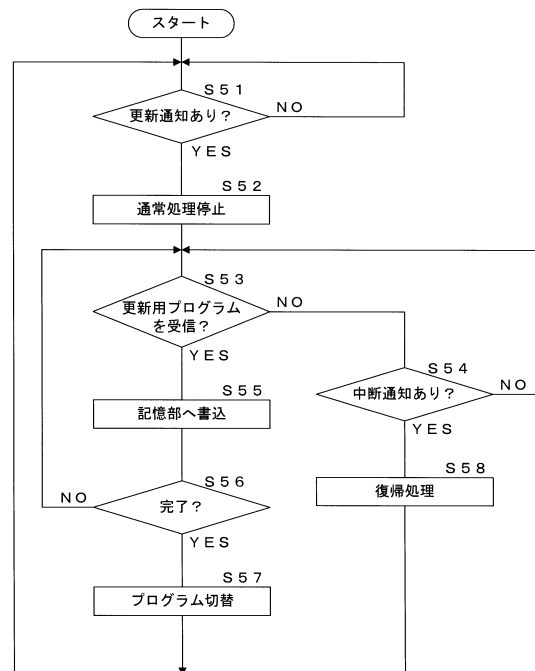 スタート
S51
更新通知あり?
NO
YES
S52
通常処理停止
S53
更新用プログラム
を受信?
NO
YES
S54
中断通知あり?
NO
YES
S55
記憶部へ書込
S56
完了?
NO
YES
S58
復帰処理
S57
プログラム切替